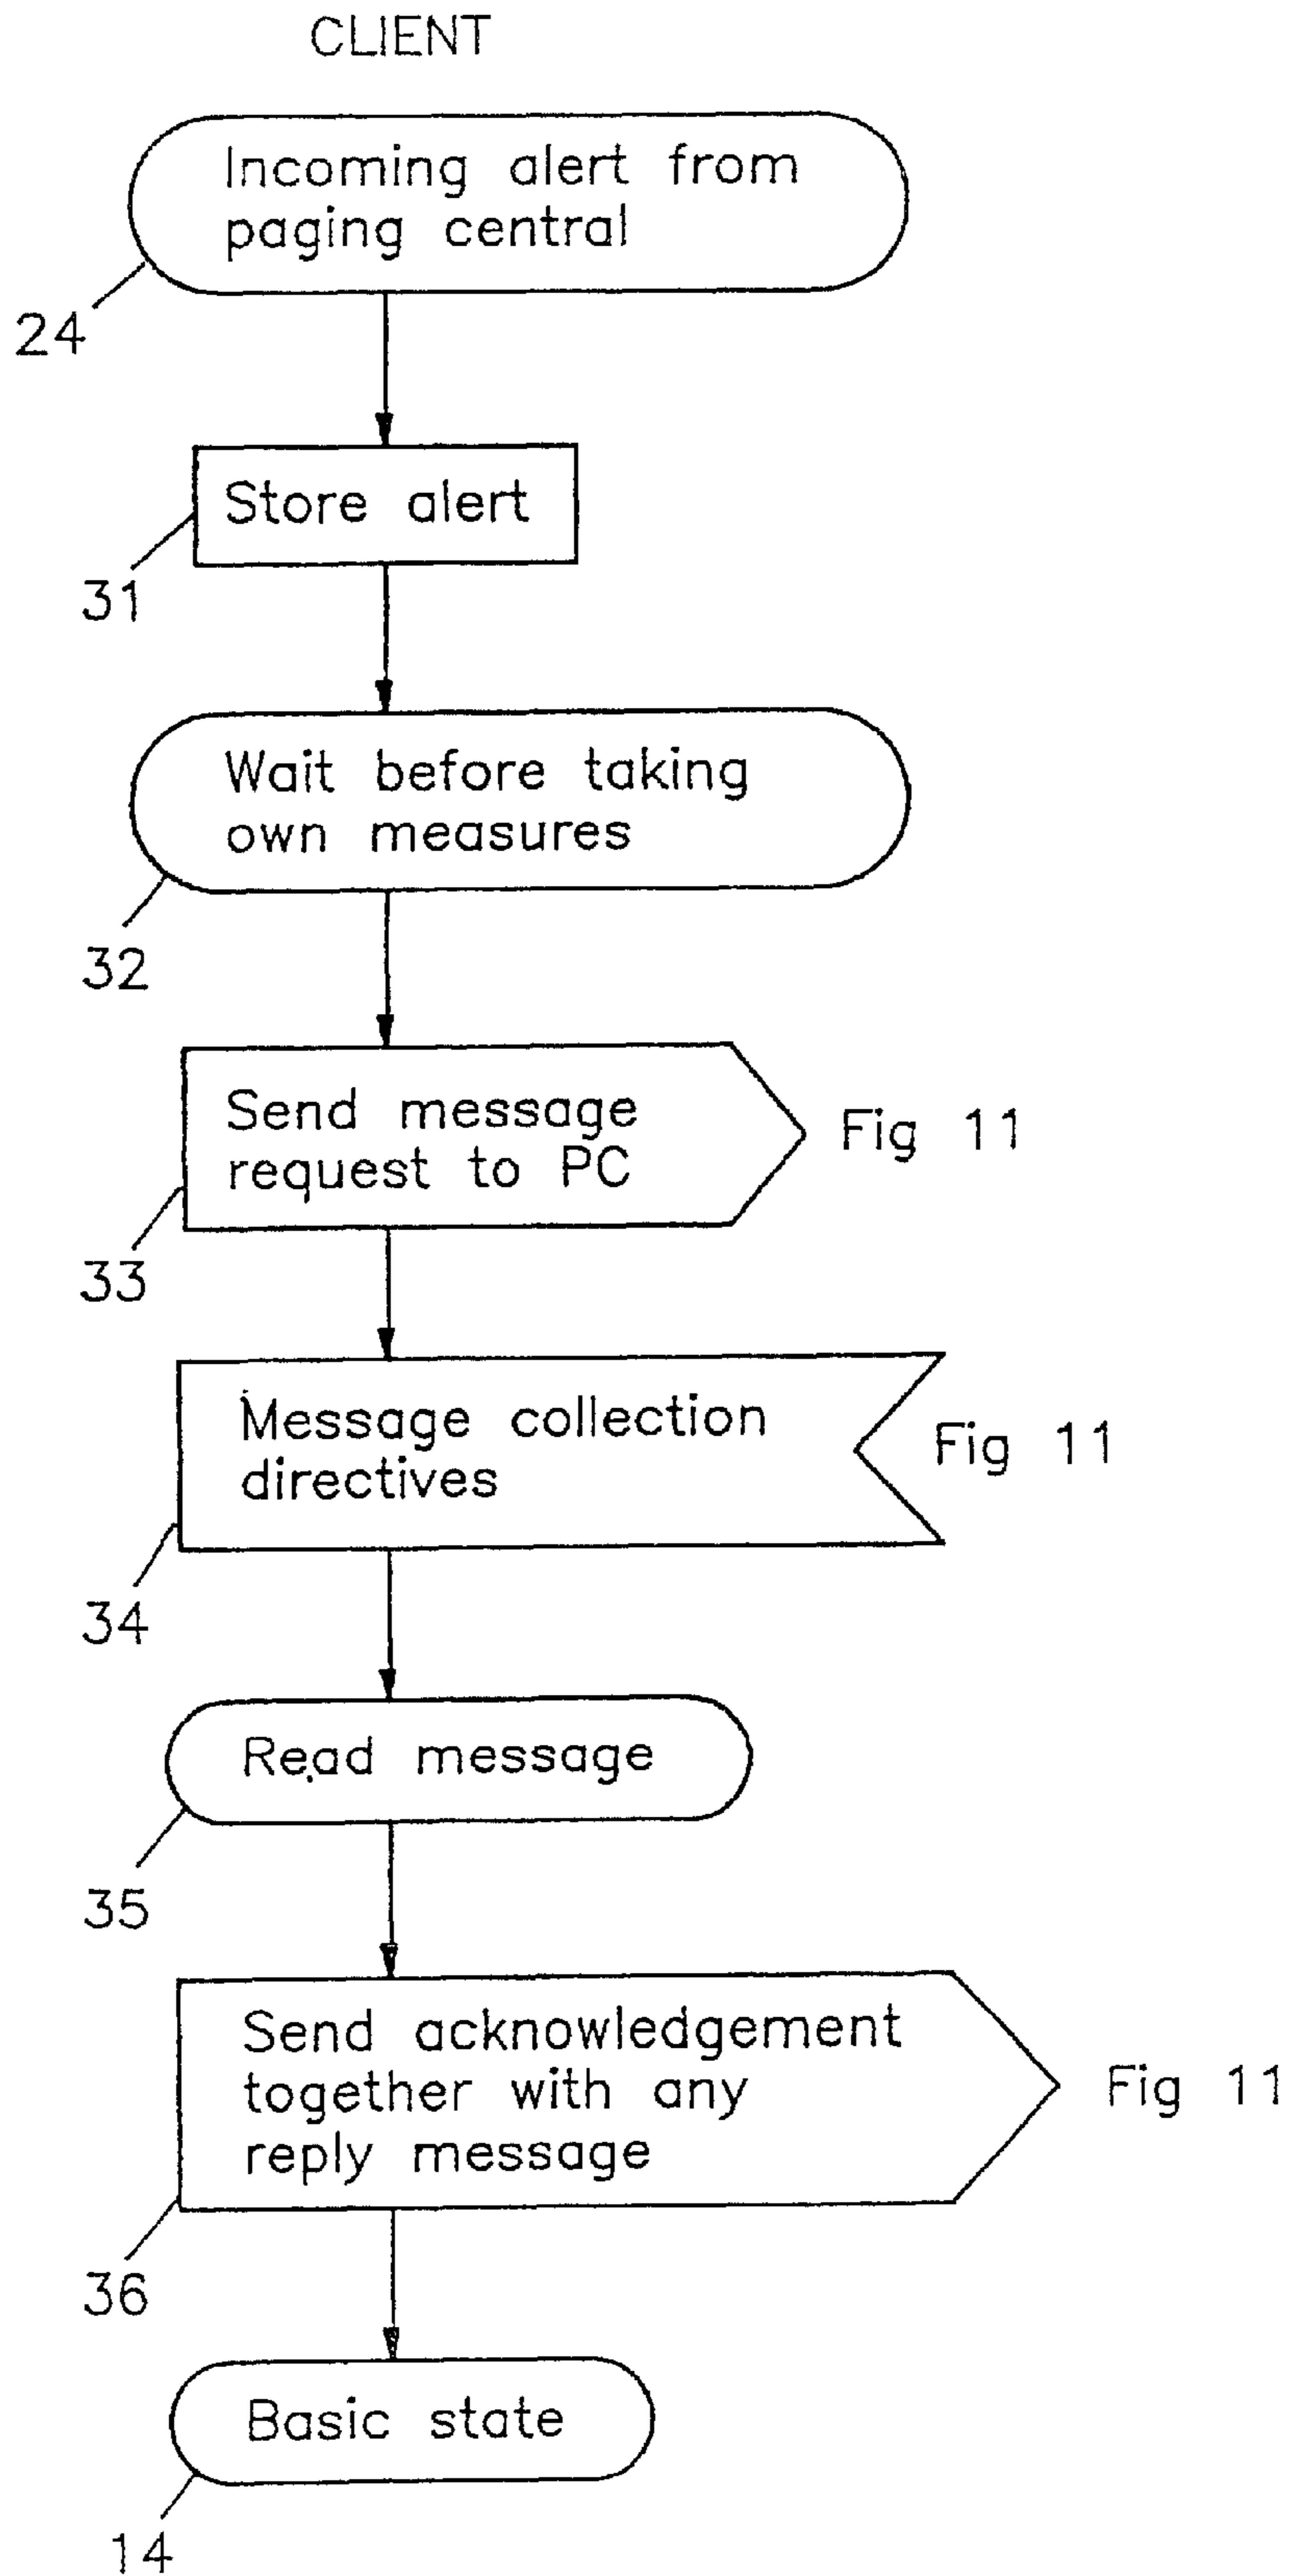 CLIENT
Incoming alert from
paging central
24
Store alert
31
Wait before taking
own measures
32
Send message
request to PC
Fig 11
33
Message collection
directives
Fig 11
34
Read message
35
Send acknowledgement
together with any
reply message
Fig 11
36
Basic state
14